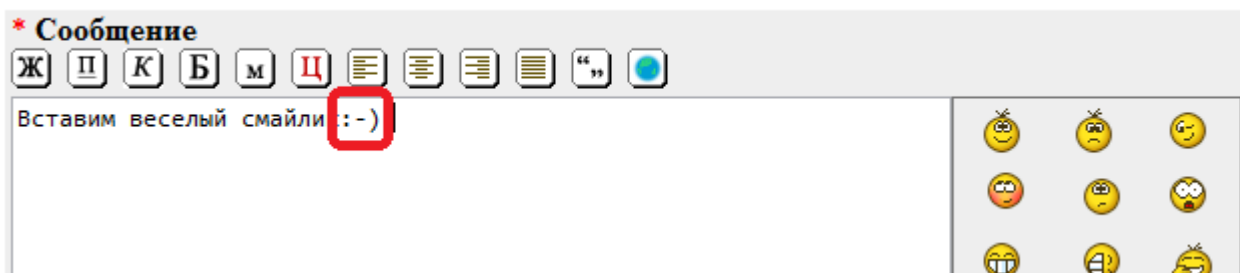 * Сообщение
Ж П К Б м Ц “„
Вставим веселый смайлик :-)